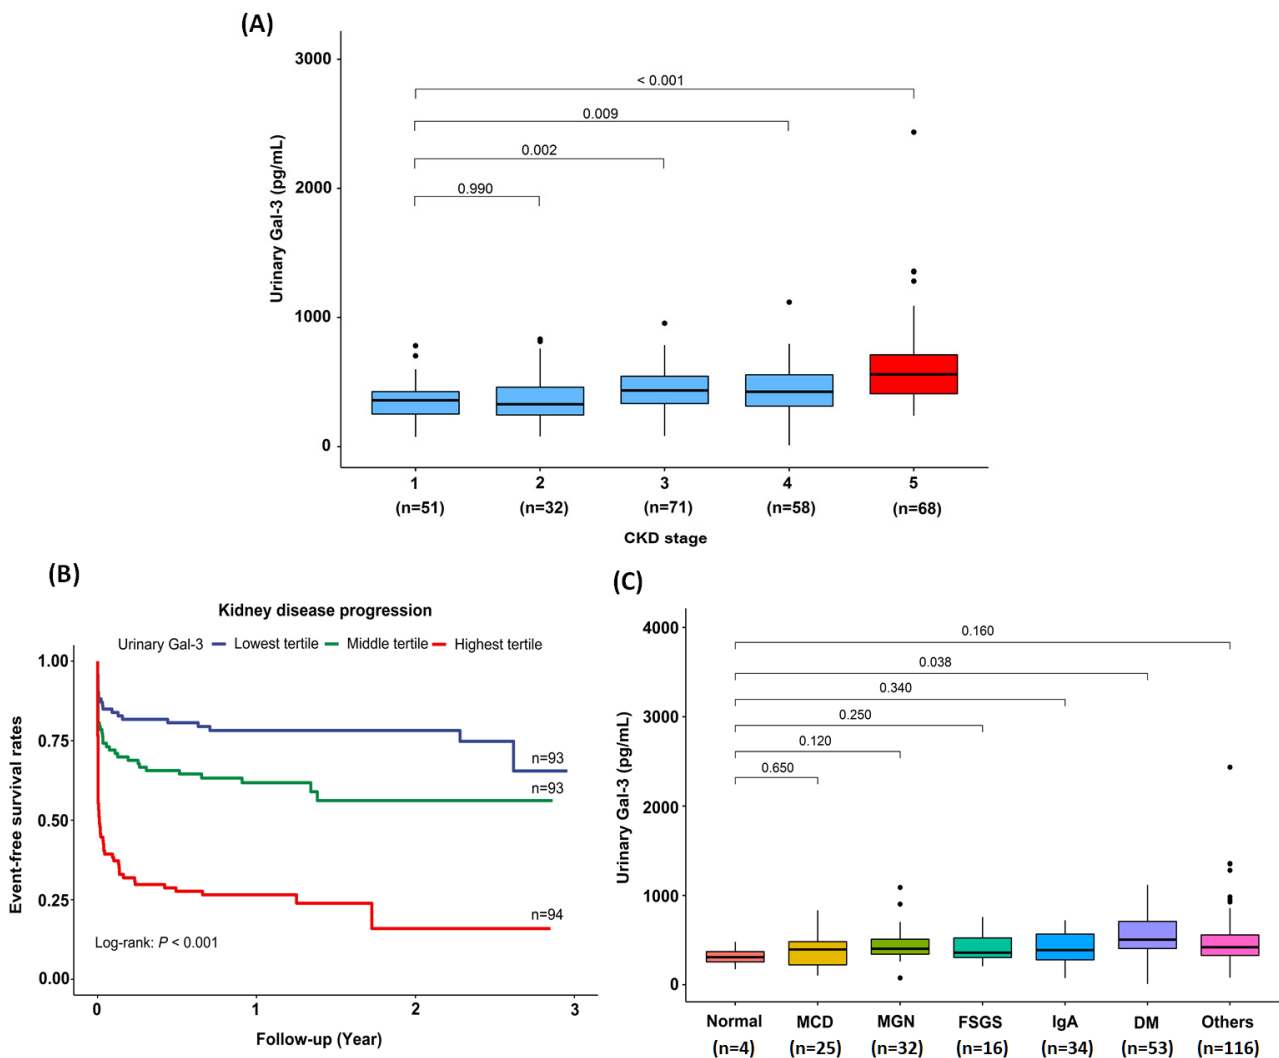 (A)
3000
2000
1000
0
Urinary Gal-3 (pg/mL)
< 0.001
0.009
0.002
0.990
1 2 3 4 5
(n=51) (n=32) (n=71) (n=58) (n=68)
CKD stage
(B)
Kidney disease progression
Urinary Gal-3 Lowest tertile Middle tertile Highest tertile
1.00
0.75
0.50
0.25
0.00
Event-free survival rates
n=93
n=93
n=94
Log-rank: P < 0.001
0 1 2 3
Follow-up (Year)
(C)
4000
3000
2000
1000
0
Urinary Gal-3 (pg/mL)
0.160
0.038
0.340
0.250
0.120
0.650
Normal MCD MGN FSGS IgA DM Others
(n=4) (n=25) (n=32) (n=16) (n=34) (n=53) (n=116)